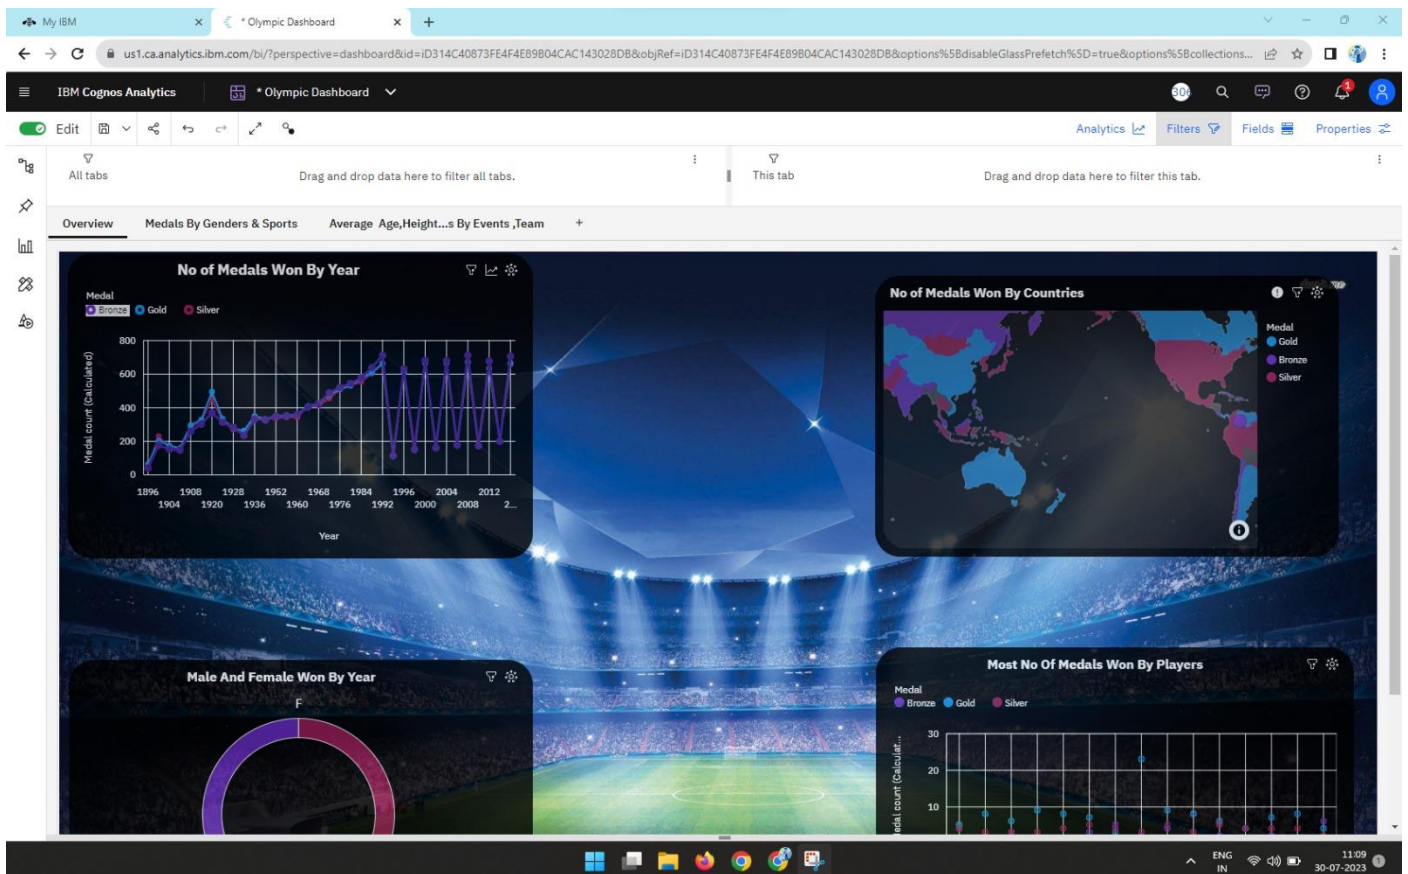 My IBM
* Olympic Dashboard
us1.ca.analytics.ibm.com/bi/?perspective=dashboard&id=iD314C40873FE4F4E89B04CAC143028DB&objRef=iD314C40873FE4F4E89B04CAC143028DB&options%5BdisableGlassPrefetch%5D=true&options%5Bcollections...
IBM Cognos Analytics
* Olympic Dashboard
1
Edit
Analytics
Filters
Fields
Properties
All tabs
Drag and drop data here to filter all tabs.
This tab
Drag and drop data here to filter this tab.
Overview
Medals By Genders & Sports
Average Age,Height...s By Events ,Team
+
No of Medals Won By Year
Medal
Bronze Gold Silver
Medal count (Calculated)
800
600
400
200
0
1896 1908 1928 1952 1968 1984 1996 2004 2012
1904 1920 1936 1960 1976 1992 2000 2008 2...
Year
No of Medals Won By Countries
Medal
Gold
Bronze
Silver
Male And Female Won By Year
F
Most No Of Medals Won By Players
Medal
Bronze Gold Silver
30
20
10
ENG
IN
11:09
30-07-2023
1